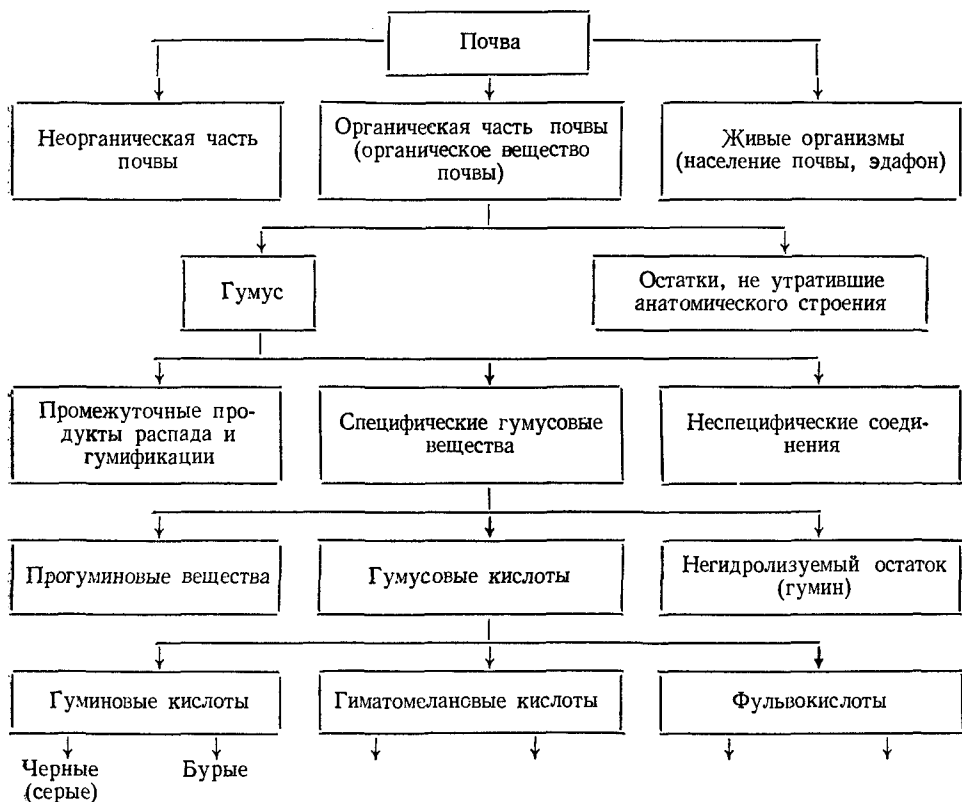 Почва
Неорганическая часть
почвы
Органическая часть почвы
(органическое вещество
почвы)
Живые организмы
(население почвы, эдафон)
Гумус
Остатки, не утратившие
анатомического строения
Промежуточные про-
дукты распада и
гумификации
Специфические гумусовые
вещества
Неспецифические соеди-
нения
Прогуминовые вещества
Гумусовые кислоты
Негидролизуемый остаток
(гумин)
Гуминовые кислоты
Гиматомелановые кислоты
Фульвокислоты
Черные
(серые)
Бурые